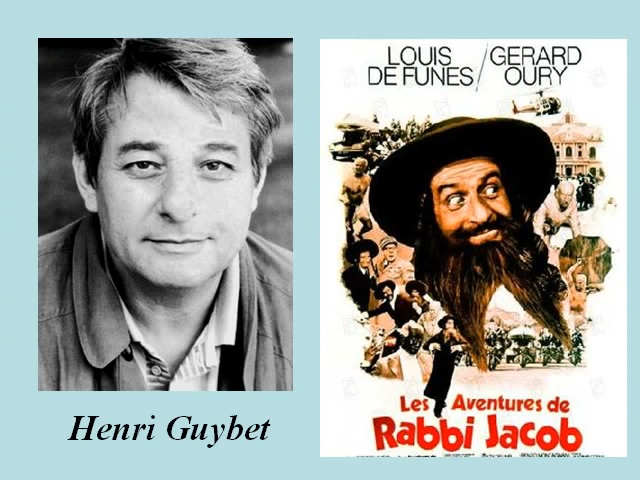 LOUIS / GERARD
DE FUNES / OURY
Les Aventures de
Rabbi Jacob
Henri Guybet